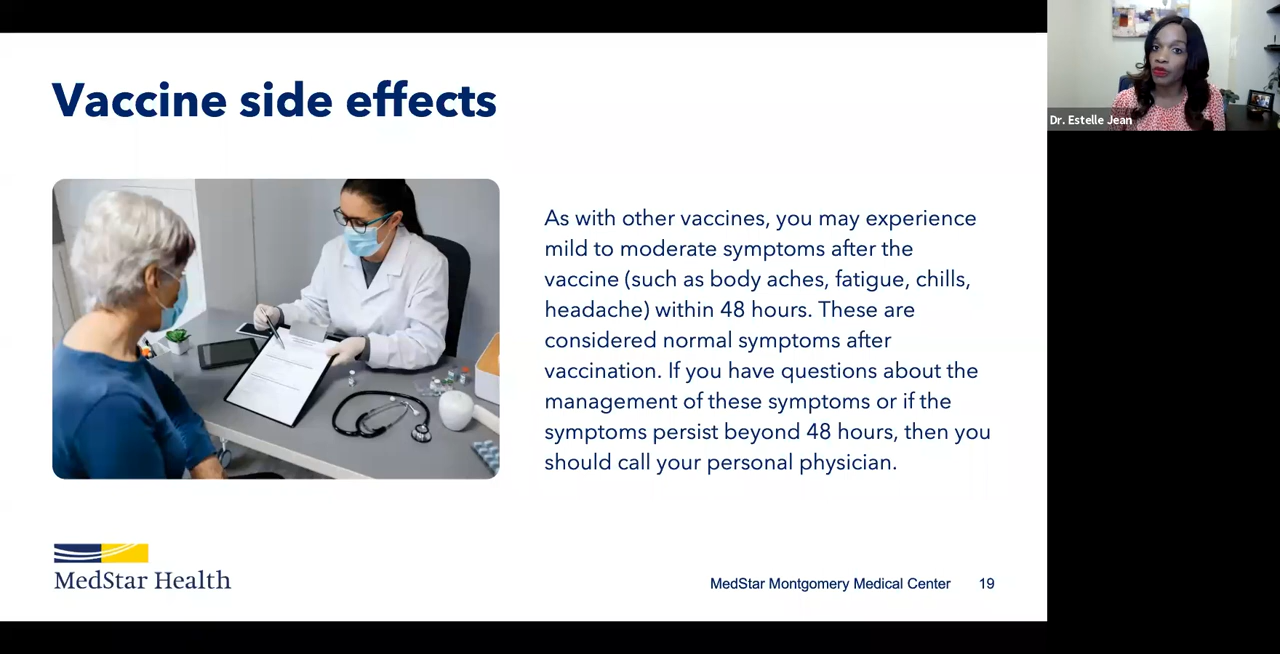 Vaccine side effects
Dr. Estelle Jean
As with other vaccines, you may experience
mild to moderate symptoms after the
vaccine (such as body aches, fatigue, chills,
headache) within 48 hours. These are
considered normal symptoms after
vaccination. If you have questions about the
management of these symptoms or if the
symptoms persist beyond 48 hours, then you
should call your personal physician.
MedStar Health
MedStar Montgomery Medical Center 19